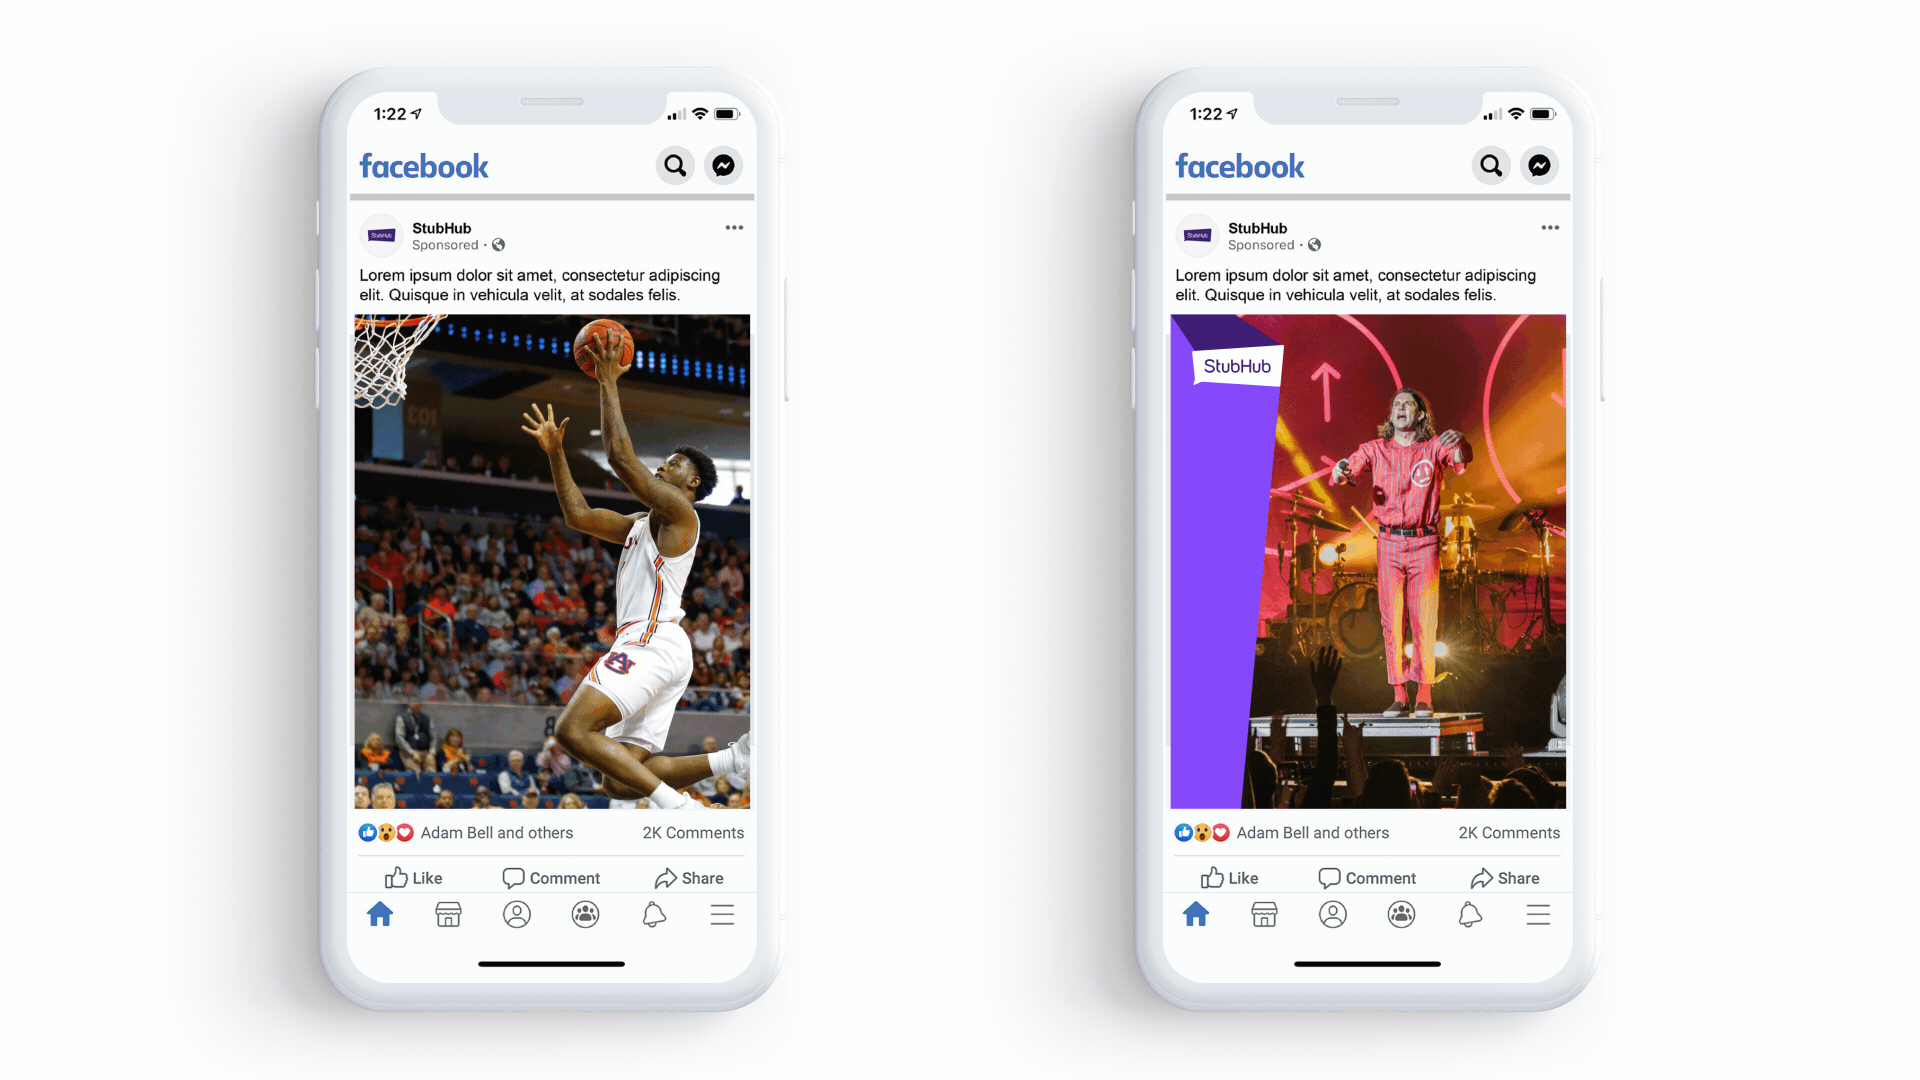 1:22
facebook
StubHub
StubHub
Sponsored ·
Lorem ipsum dolor sit amet, consectetur adipiscing
elit. Quisque in vehicula velit, at sodales felis.
AU
Adam Bell and others
2K Comments
Like
Comment
Share
1:22
facebook
StubHub
StubHub
Sponsored ·
Lorem ipsum dolor sit amet, consectetur adipiscing
elit. Quisque in vehicula velit, at sodales felis.
StubHub
Adam Bell and others
2K Comments
Like
Comment
Share